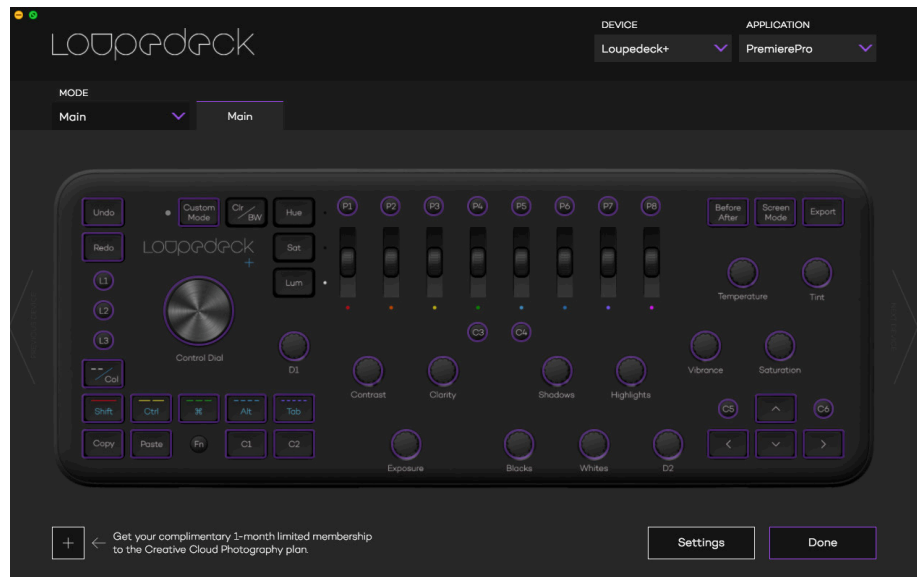 Loupedeck
DEVICE
APPLICATION
Loupedeck+
PremierePro
MODE
Main
Main
Undo
Custom
Mode
Clr/BW
Hue
P1
P2
P3
P4
P5
P6
P7
P8
Before
After
Screen
Mode
Export
Redo
Loupedeck
+
Sat
L1
Lum
Temperature
Tint
L2
L3
Control Dial
D1
C3
C4
Vibrance
Saturation
Col
Contrast
Clarity
Shadows
Highlights
Shift
Ctrl
⌘
Alt
Tab
C5
C6
Copy
Paste
Fn
C1
C2
Exposure
Blacks
Whites
D2
+
← Get your complimentary 1-month limited membership
to the Creative Cloud Photography plan.
Settings
Done